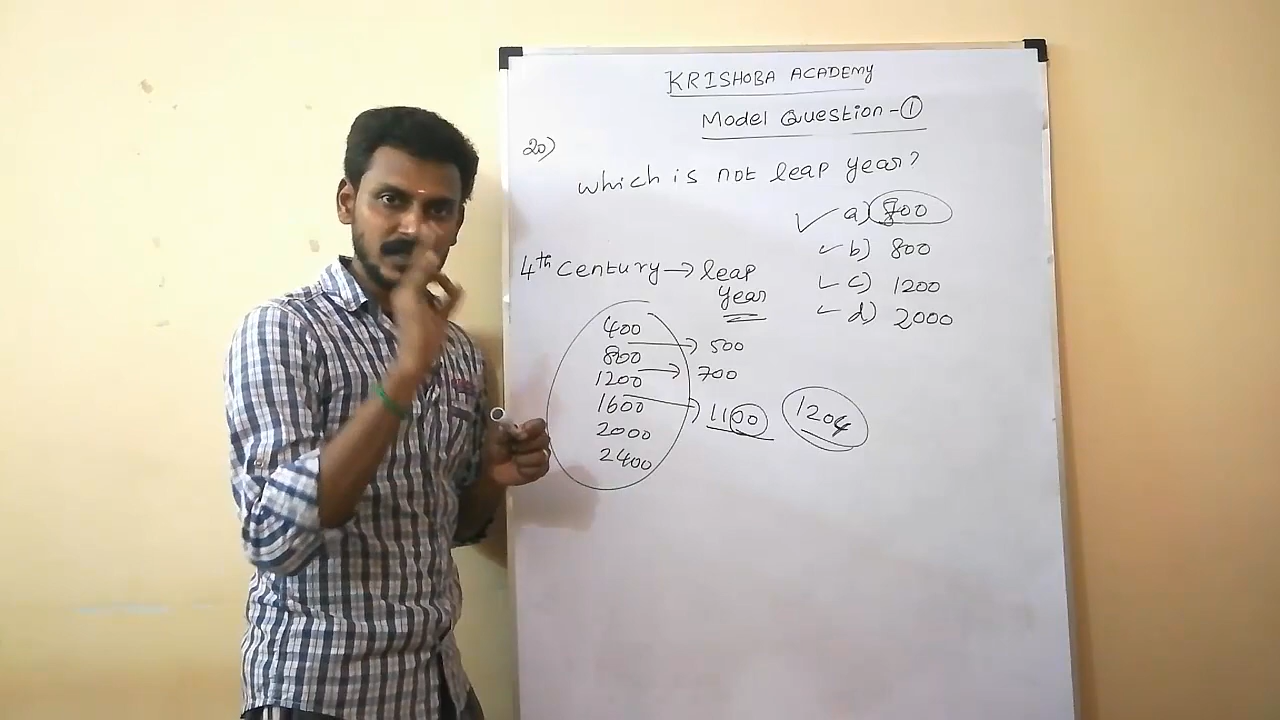 KRISHOBA ACADEMY
Model Question - 1
20)
which is not leap year?
a) 700
b) 800
c) 1200
d) 2000
4th Century → leap
year
400
800 → 500
1200 → 700
1600 → 1100 1204
2000
2400